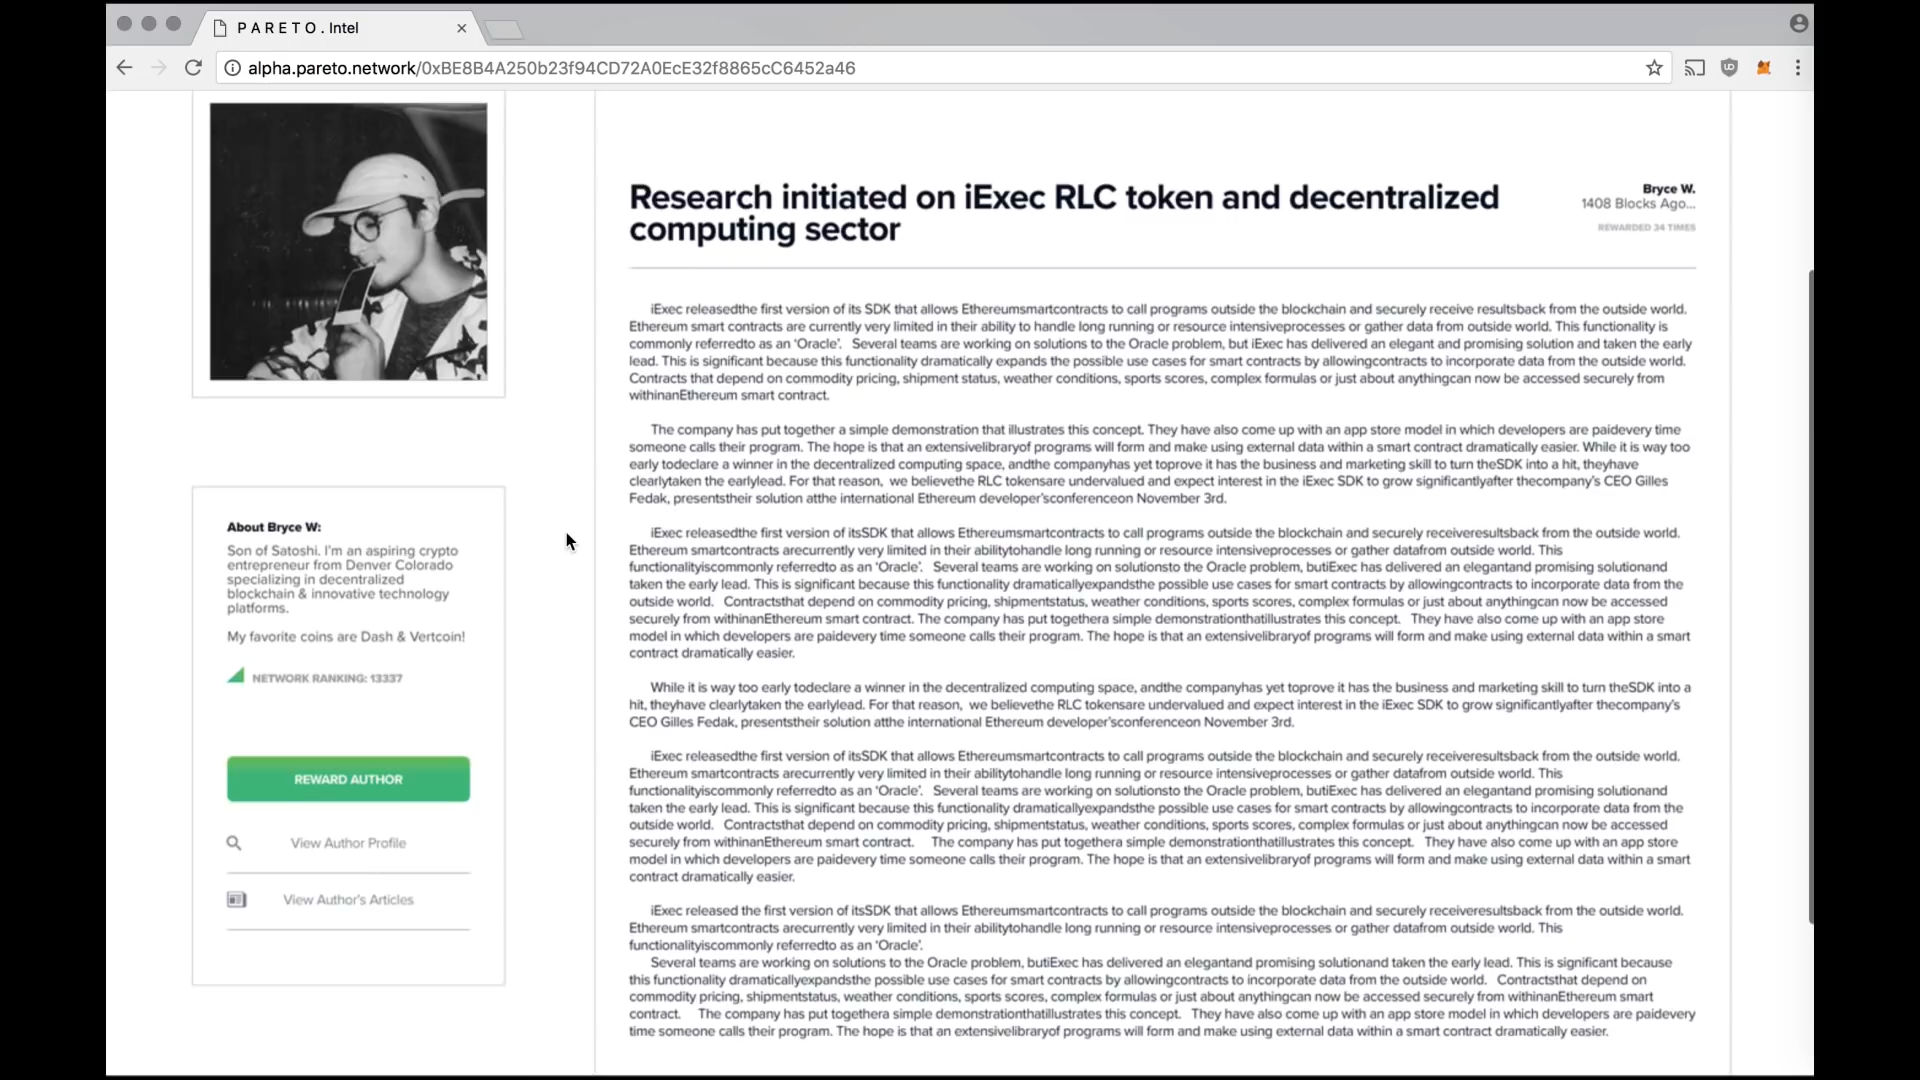 P A R E T O . Intel
alpha.pareto.network/0xBE8B4A250b23f94CD72A0EcE32f8865cC6452a46
Research initiated on iExec RLC token and decentralized
computing sector
Bryce W.
1408 Blocks Ago...
REWARDED 34 TIMES
iExec releasedthe first version of its SDK that allows Ethereumsmartcontracts to call programs outside the blockchain and securely receive resultsback from the outside world.
Ethereum smart contracts are currently very limited in their ability to handle long running or resource intensiveprocesses or gather data from outside world. This functionality is
commonly referredto as an ‘Oracle’. Several teams are working on solutions to the Oracle problem, but iExec has delivered an elegant and promising solution and taken the early
lead. This is significant because this functionality dramatically expands the possible use cases for smart contracts by allowingcontracts to incorporate data from the outside world.
Contracts that depend on commodity pricing, shipment status, weather conditions, sports scores, complex formulas or just about anythingcan now be accessed securely from
withinanEthereum smart contract.
The company has put together a simple demonstration that illustrates this concept. They have also come up with an app store model in which developers are paidevery time
someone calls their program. The hope is that an extensivelibraryof programs will form and make using external data within a smart contract dramatically easier. While it is way too
early todeclare a winner in the decentralized computing space, andthe companyhas yet toprove it has the business and marketing skill to turn theSDK into a hit, theyhave
clearlytaken the earlylead. For that reason, we believethe RLC tokensare undervalued and expect interest in the iExec SDK to grow significantlyafter thecompany’s CEO Gilles
Fedak, presentstheir solution atthe international Ethereum developer’sconferenceon November 3rd.
iExec releasedthe first version of itsSDK that allows Ethereumsmartcontracts to call programs outside the blockchain and securely receiveresultsback from the outside world.
Ethereum smartcontracts arecurrently very limited in their abilitytohandle long running or resource intensiveprocesses or gather datafrom outside world. This
functionalityiscommonly referredto as an ‘Oracle’. Several teams are working on solutionsto the Oracle problem, butiExec has delivered an elegantand promising solutionand
taken the early lead. This is significant because this functionality dramaticallyexpandsthe possible use cases for smart contracts by allowingcontracts to incorporate data from the
outside world. Contractsthat depend on commodity pricing, shipmentstatus, weather conditions, sports scores, complex formulas or just about anythingcan now be accessed
securely from withinanEthereum smart contract. The company has put togethera simple demonstrationthatillustrates this concept. They have also come up with an app store
model in which developers are paidevery time someone calls their program. The hope is that an extensivelibraryof programs will form and make using external data within a smart
contract dramatically easier.
While it is way too early todeclare a winner in the decentralized computing space, andthe companyhas yet toprove it has the business and marketing skill to turn theSDK into a
hit, theyhave clearlytaken the earlylead. For that reason, we believethe RLC tokensare undervalued and expect interest in the iExec SDK to grow significantlyafter thecompany’s
CEO Gilles Fedak, presentstheir solution atthe international Ethereum developer’sconferenceon November 3rd.
iExec releasedthe first version of itsSDK that allows Ethereumsmartcontracts to call programs outside the blockchain and securely receiveresultsback from the outside world.
Ethereum smartcontracts arecurrently very limited in their abilitytohandle long running or resource intensiveprocesses or gather datafrom outside world. This
functionalityiscommonly referredto as an ‘Oracle’. Several teams are working on solutionsto the Oracle problem, butiExec has delivered an elegantand promising solutionand
taken the early lead. This is significant because this functionality dramaticallyexpandsthe possible use cases for smart contracts by allowingcontracts to incorporate data from the
outside world. Contractsthat depend on commodity pricing, shipmentstatus, weather conditions, sports scores, complex formulas or just about anythingcan now be accessed
securely from withinanEthereum smart contract. The company has put togethera simple demonstrationthatillustrates this concept. They have also come up with an app store
model in which developers are paidevery time someone calls their program. The hope is that an extensivelibraryof programs will form and make using external data within a smart
contract dramatically easier.
iExec released the first version of itsSDK that allows Ethereumsmartcontracts to call programs outside the blockchain and securely receiveresultsback from the outside world.
Ethereum smartcontracts arecurrently very limited in their abilitytohandle long running or resource intensiveprocesses or gather datafrom outside world. This
functionalityiscommonly referredto as an ‘Oracle’.
Several teams are working on solutions to the Oracle problem, butiExec has delivered an elegantand promising solutionand taken the early lead. This is significant because
this functionality dramaticallyexpandsthe possible use cases for smart contracts by allowingcontracts to incorporate data from the outside world. Contractsthat depend on
commodity pricing, shipmentstatus, weather conditions, sports scores, complex formulas or just about anythingcan now be accessed securely from withinanEthereum smart
contract. The company has put togethera simple demonstrationthatillustrates this concept. They have also come up with an app store model in which developers are paidevery
time someone calls their program. The hope is that an extensivelibraryof programs will form and make using external data within a smart contract dramatically easier.
About Bryce W:
Son of Satoshi. I’m an aspiring crypto
entrepreneur from Denver Colorado
specializing in decentralized
blockchain & innovative technology
platforms.
My favorite coins are Dash & Vertcoin!
NETWORK RANKING: 13337
REWARD AUTHOR
View Author Profile
View Author’s Articles